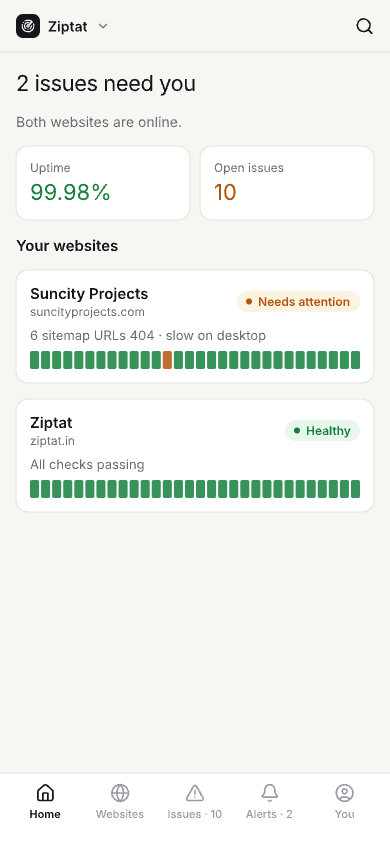 Ziptat
2 issues need you
Both websites are online.
Uptime
99.98%
Open issues
10
Your websites
Suncity Projects
suncityprojects.com
Needs attention
6 sitemap URLs 404 · slow on desktop
Ziptat
ziptat.in
Healthy
All checks passing
Home
Websites
Issues · 10
Alerts · 2
You